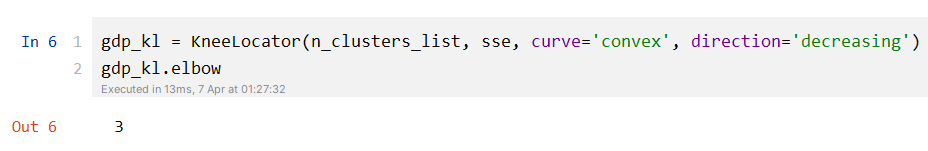 In 6 1 gdp_kl = KneeLocator(n_clusters_list, sse, curve='convex', direction='decreasing')
2 gdp_kl.elbow
Executed in 13ms, 7 Apr at 01:27:32
Out 6 3